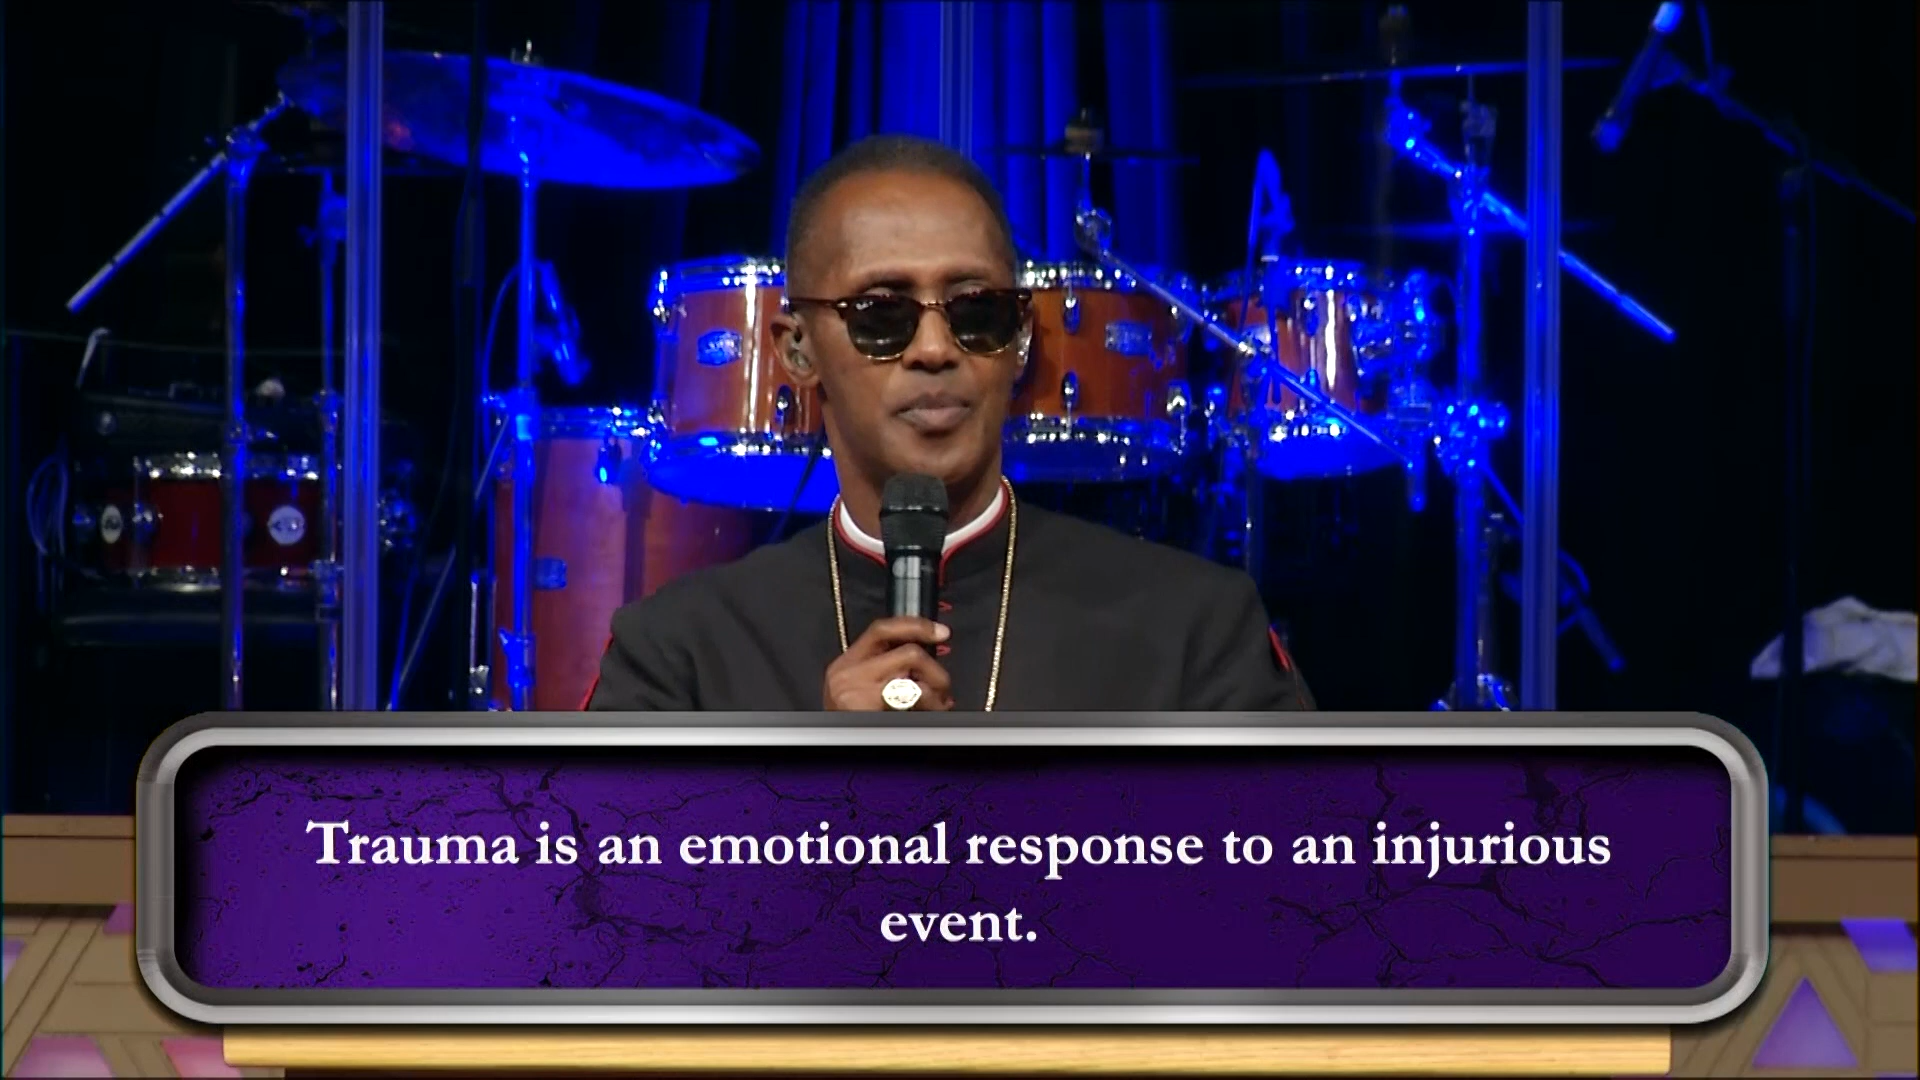 Trauma is an emotional response to an injurious
event.